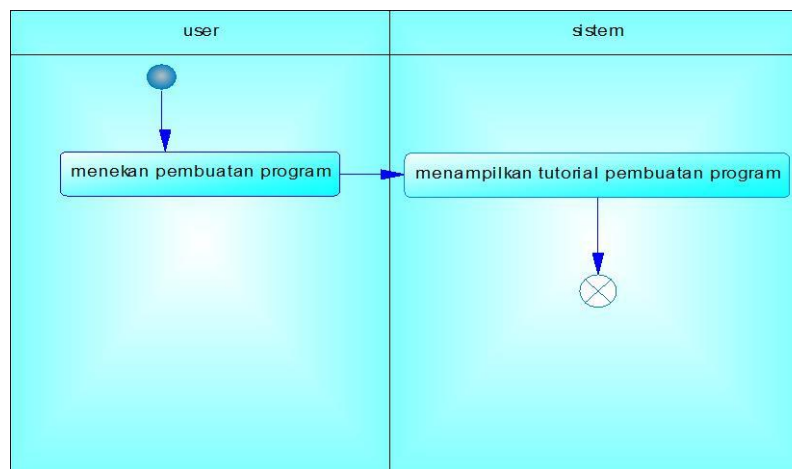 user
sistem
menekan pembuatan program
menampilkan tutorial pembuatan program